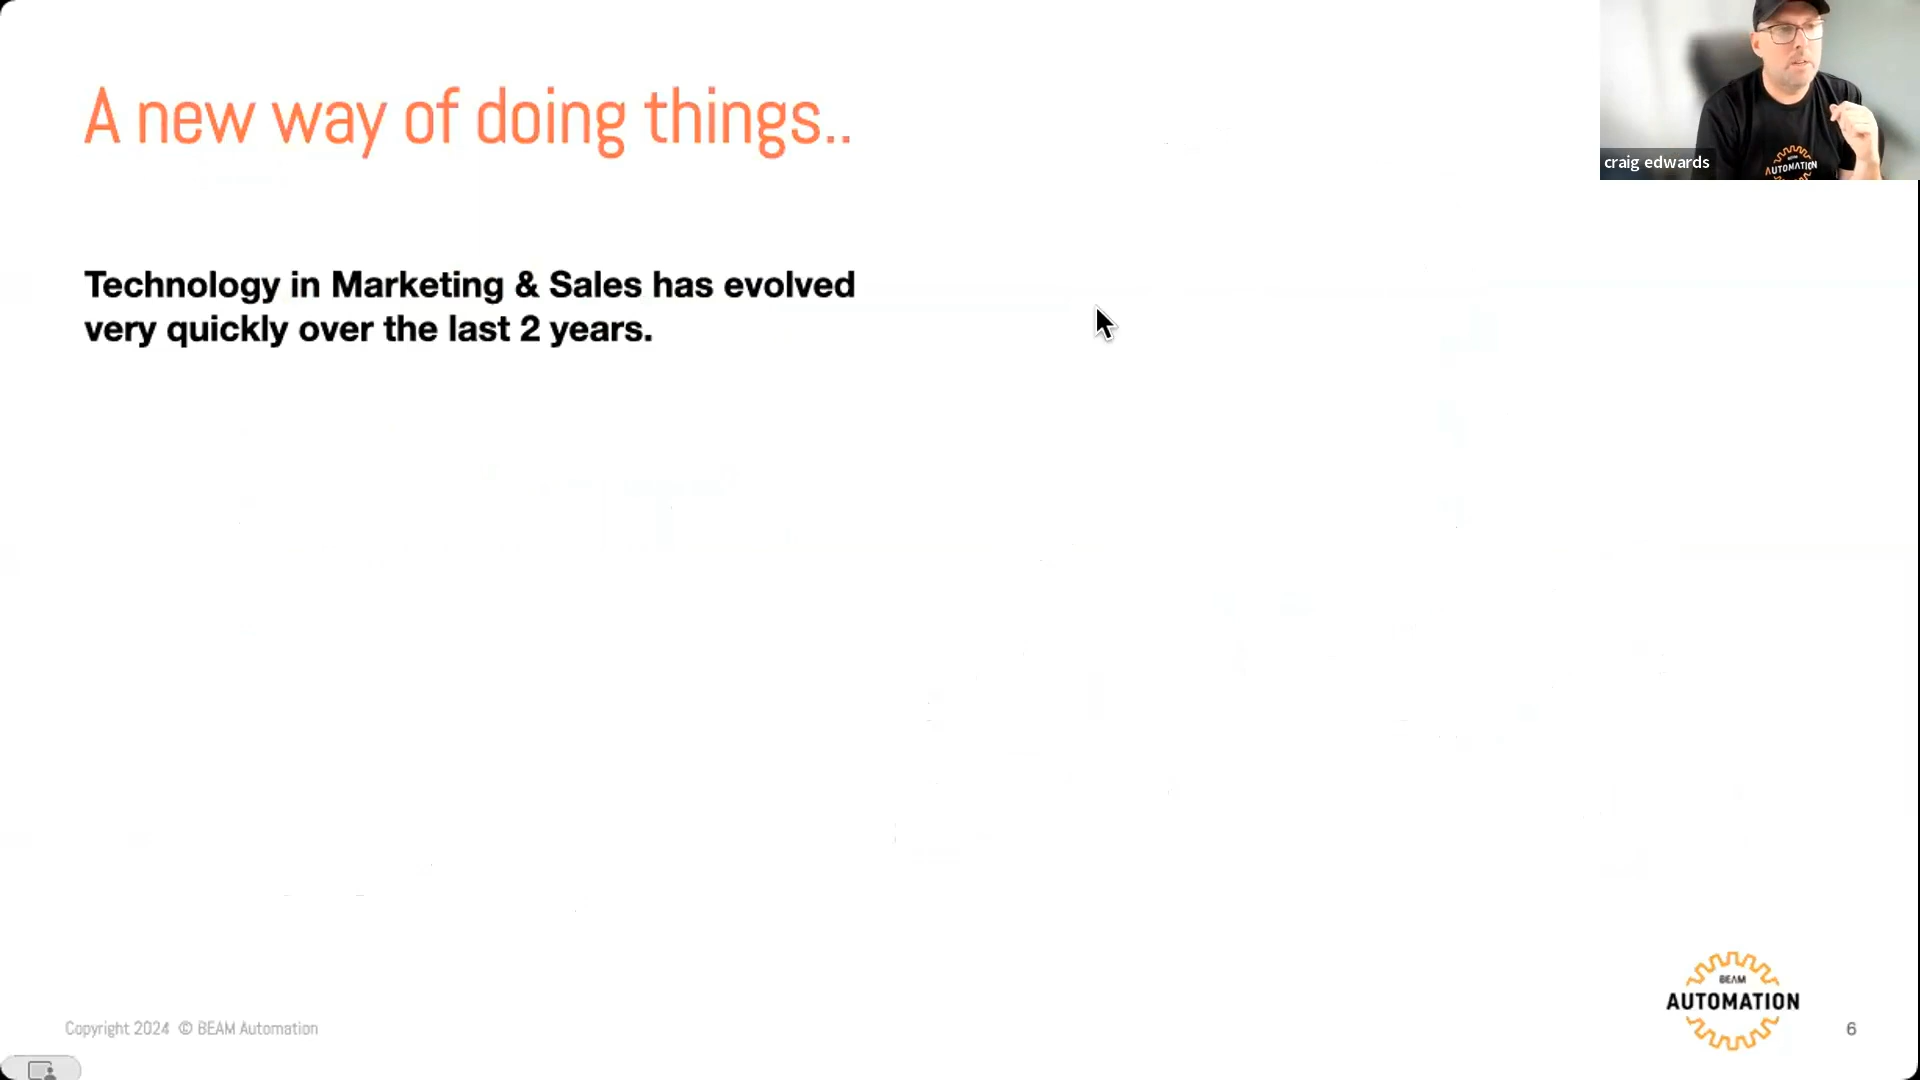 A new way of doing things..
craig edwards
AUTOMATION
Technology in Marketing & Sales has evolved
very quickly over the last 2 years.
BEAM
AUTOMATION
Copyright 2024 © BEAM Automation
6